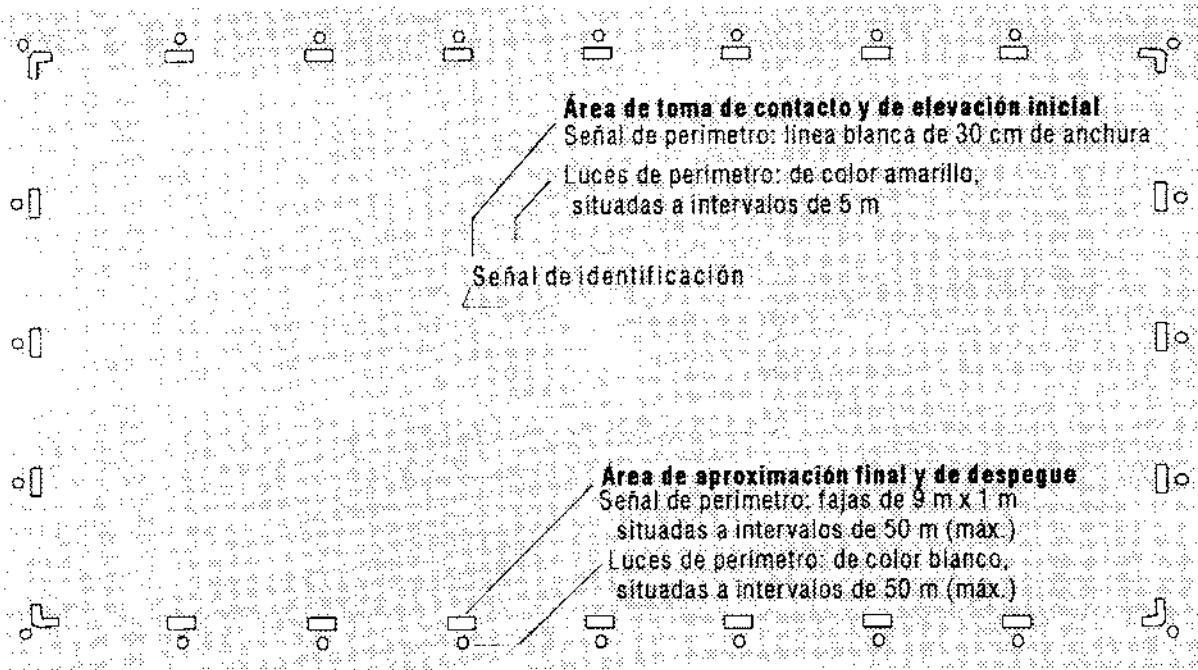 Área de toma de contacto y de elevación inicial
Señal de perímetro: línea blanca de 30 cm de anchura
Luces de perímetro: de color amarillo,
situadas a intervalos de 5 m
Señal de identificación
Área de aproximación final y de despegue
Señal de perímetro: fajas de 9 m x 1 m
situadas a intervalos de 50 m (máx.)
Luces de perímetro: de color blanco,
situadas a intervalos de 50 m (máx.)